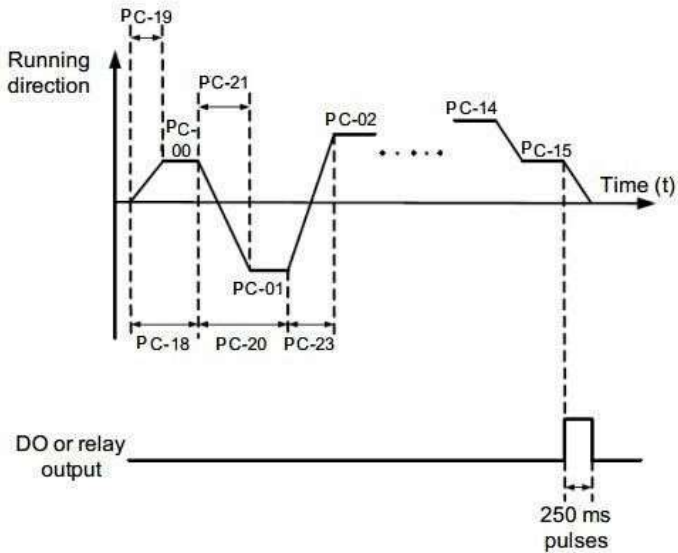 PC-19
Running
direction
PC-21
PC-
00
PC-02
PC-14
PC-15
Time (t)
PC-01
PC-18
PC-20
PC-23
DO or relay
output
250 ms
pulses